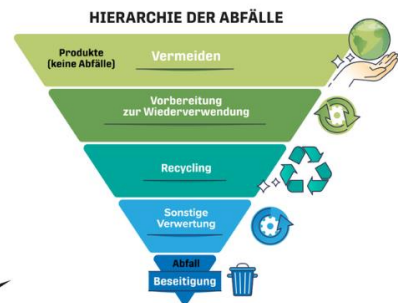 HIERARCHIE DER ABFÄLLE
Produkte
(keine Abfälle)
Vermeiden
Vorbereitung
zur Wiederverwendung
Recycling
Sonstige
Verwertung
Abfall
Beseitigung